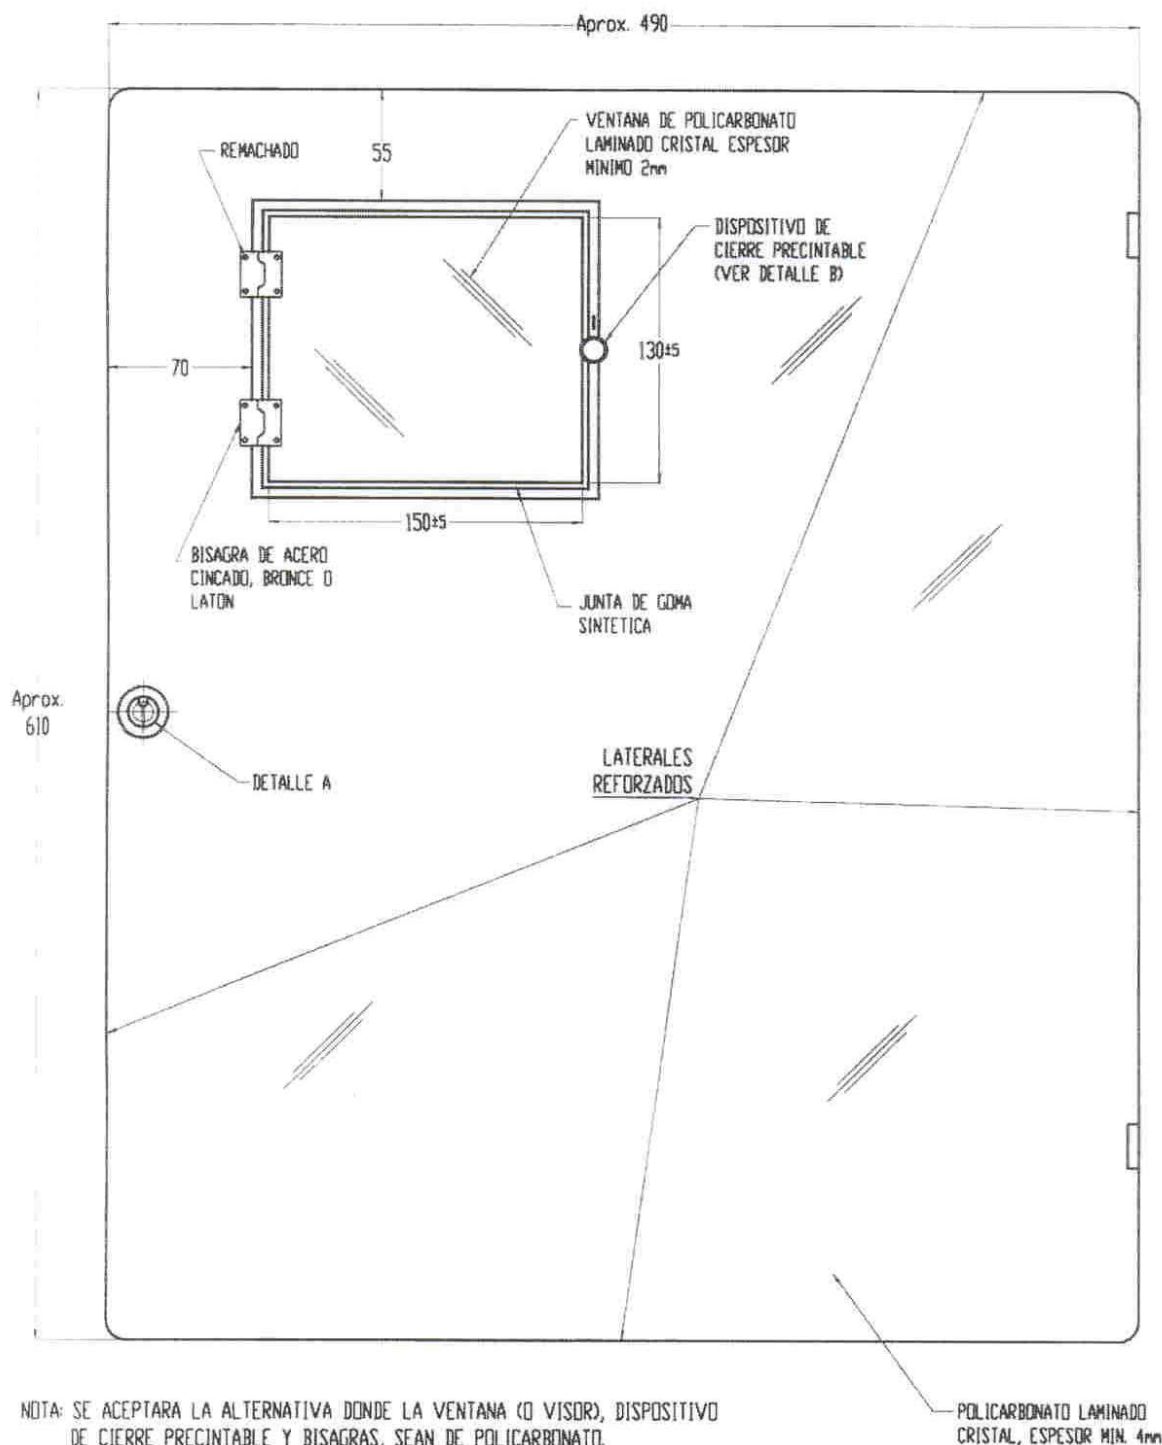 Aprox. 490
VENTANA DE POLICARBONATO
LAMINADO CRISTAL ESPESOR
MINIMO 2mm
REMACHADO
55
DISPOSITIVO DE
CIERRE PRECINTABLE
(VER DETALLE B)
130±5
70
150±5
BISAGRA DE ACERO
CINCADO, BRONCE O
LATON
JUNTA DE GOMA
SINTETICA
Aprox.
610
DETALLE A
LATERALES
REFORZADOS
NOTA: SE ACEPTARA LA ALTERNATIVA DONDE LA VENTANA (O VISOR), DISPOSITIVO
DE CIERRE PRECINTABLE Y BISAGRAS, SEAN DE POLICARBONATO.
POLICARBONATO LAMINADO
CRISTAL, ESPESOR MIN. 4mm